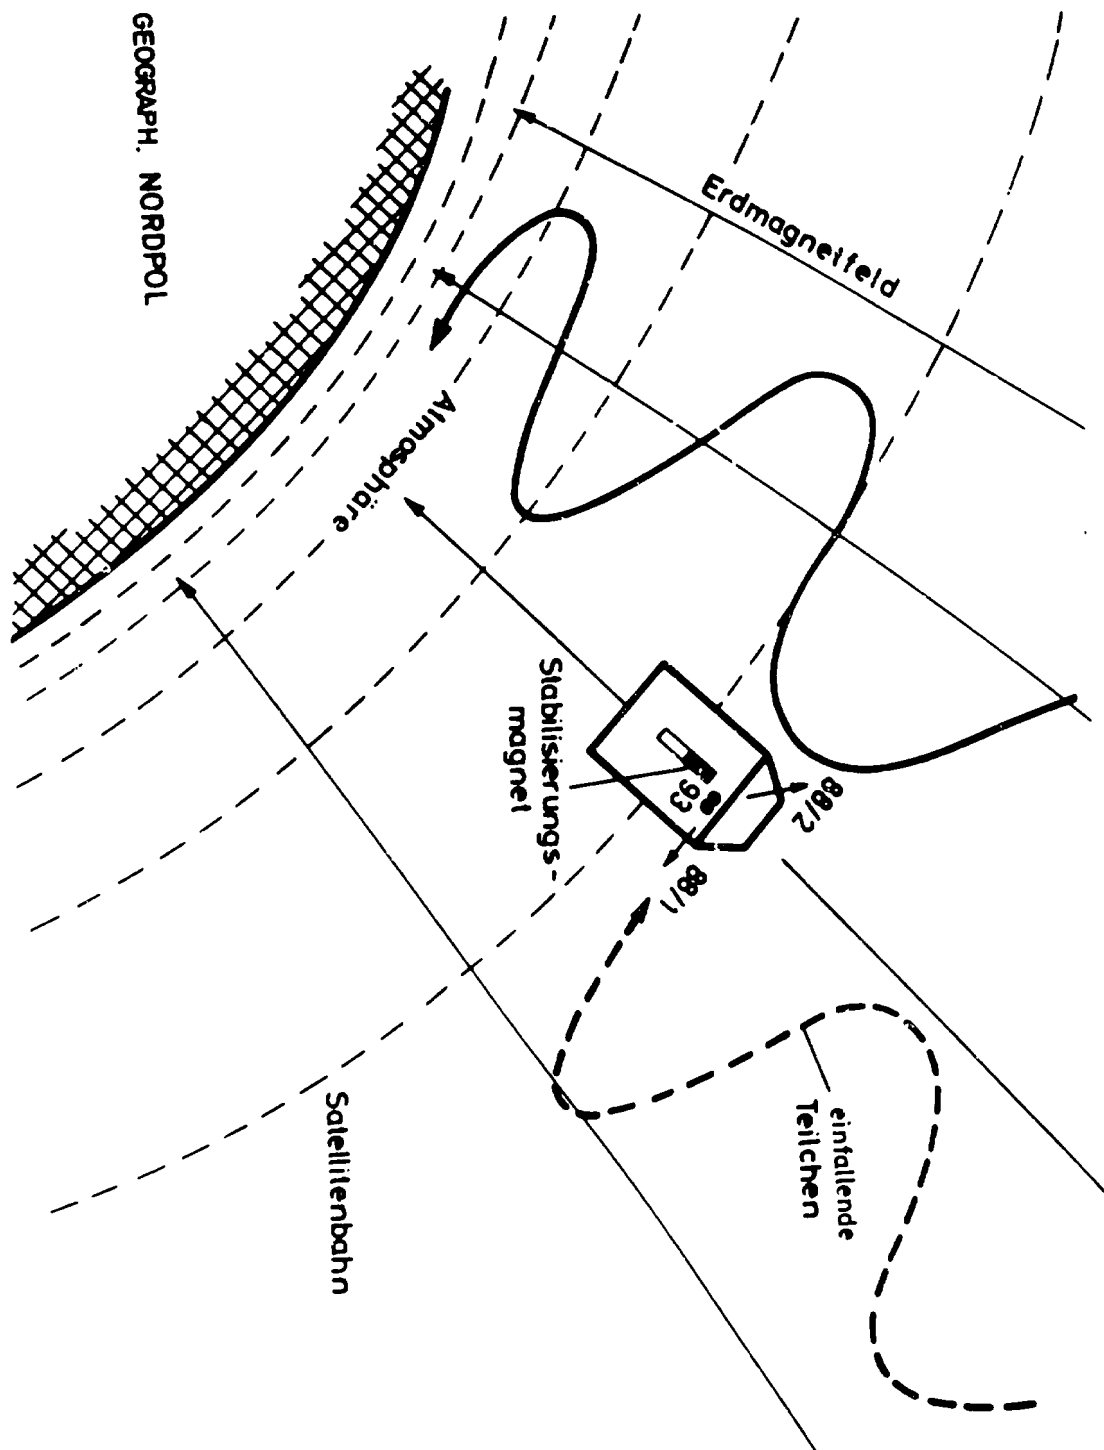 GEOGRAPH. NORDPOL
Erdmagnetfeld
Atmosphäre
Stabilisierungs-
magnet
93
88/2
88/1
einfallende
Teilchen
Satellitenbahn